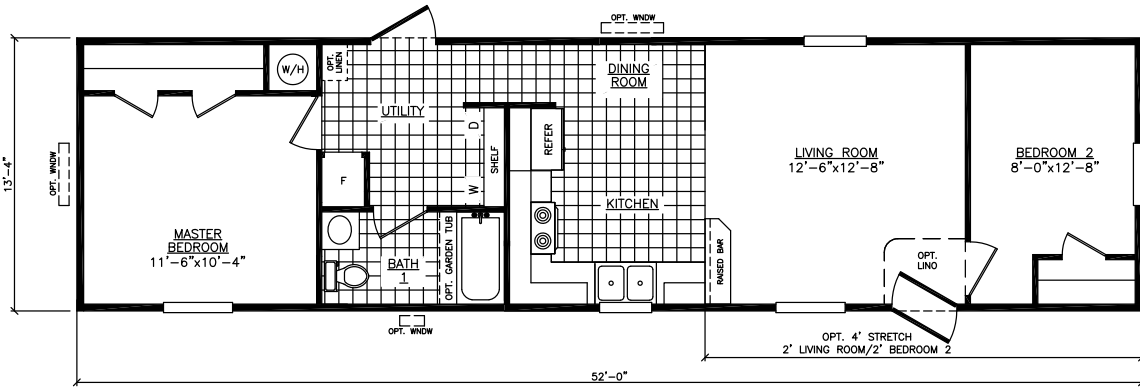 OPT. WNDW
W/H
OPT.
LINEN
DINING
ROOM
UTILITY
D
W
SHELF
REFER
LIVING ROOM
12'-6"x12'-8"
BEDROOM 2
8'-0"x12'-8"
13'-4"
OPT. WNDW
F
KITCHEN
MASTER
BEDROOM
11'-6"x10'-4"
BATH
1
OPT. GARDEN TUB
RAISED BAR
OPT.
LINO
OPT. WNDW
OPT. 4' STRETCH
2' LIVING ROOM/2' BEDROOM 2
52'-0"